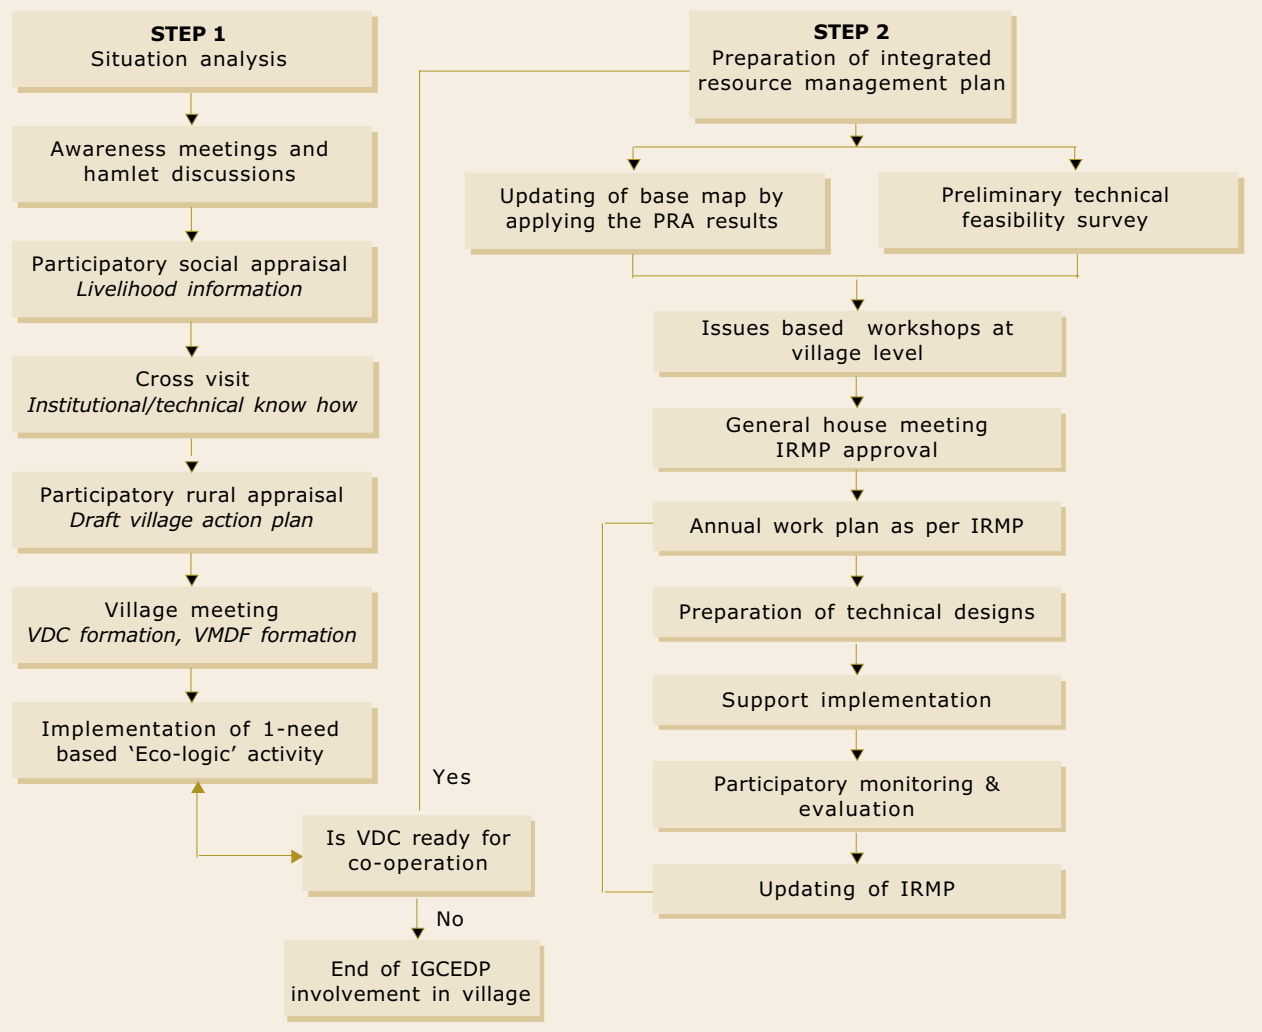 STEP 1
Situation analysis
Awareness meetings and
hamlet discussions
Participatory social appraisal
Livelihood information
Cross visit
Institutional/technical know how
Participatory rural appraisal
Draft village action plan
Village meeting
VDC formation, VMDF formation
Implementation of 1-need
based ‘Eco-logic’ activity
Yes
Is VDC ready for
co-operation
No
End of IGCEDP
involvement in village
STEP 2
Preparation of integrated
resource management plan
Updating of base map by
applying the PRA results
Preliminary technical
feasibility survey
Issues based workshops at
village level
General house meeting
IRMP approval
Annual work plan as per IRMP
Preparation of technical designs
Support implementation
Participatory monitoring &
evaluation
Updating of IRMP